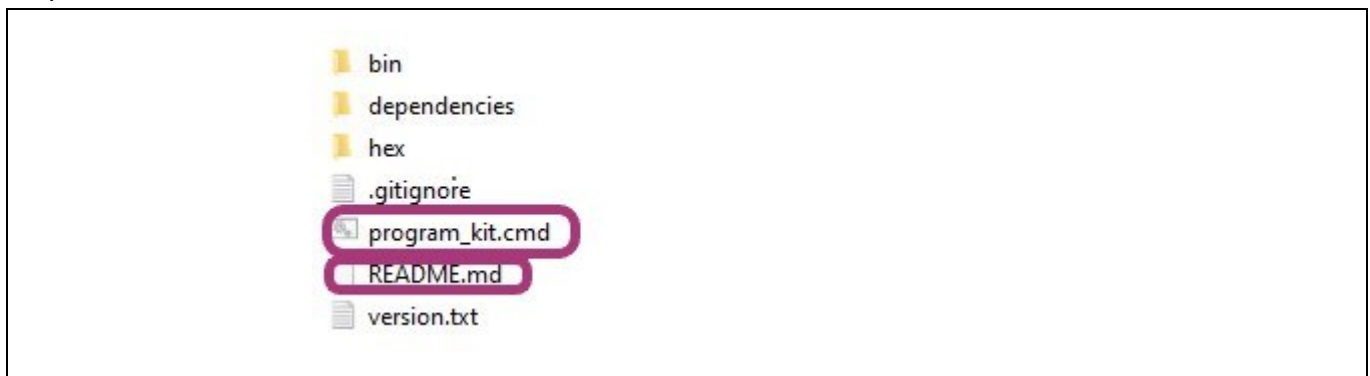 bin
dependencies
hex
.gitignore
program_kit.cmd
README.md
version.txt